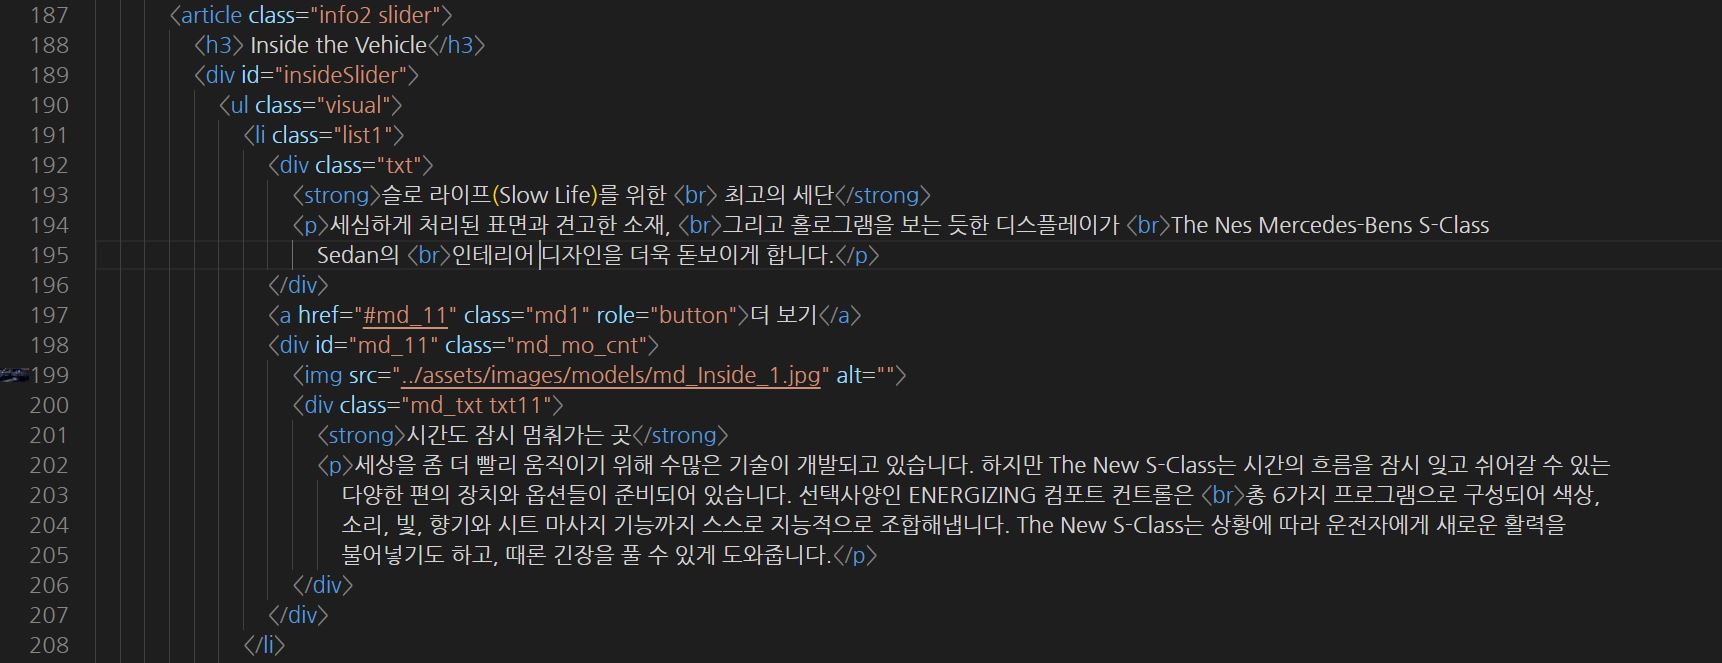 187 <article class="info2 slider">
188 <h3> Inside the Vehicle</h3>
189 <div id="insideSlider">
190 <ul class="visual">
191 <li class="list1">
192 <div class="txt">
193 <strong>슬로 라이프(Slow Life)를 위한 <br> 최고의 세단</strong>
194 <p>세심하게 처리된 표면과 견고한 소재, <br>그리고 홀로그램을 보는 듯한 디스플레이가 <br>The Nes Mercedes-Bens S-Class
195 Sedan의 <br>인테리어 디자인을 더욱 돋보이게 합니다.</p>
196 </div>
197 <a href="#md_11" class="md1" role="button">더 보기</a>
198 <div id="md_11" class="md_mo_cnt">
199 <img src="../assets/images/models/md_Inside_1.jpg" alt="">
200 <div class="md_txt txt11">
201 <strong>시간도 잠시 멈춰가는 곳</strong>
202 <p>세상을 좀 더 빨리 움직이기 위해 수많은 기술이 개발되고 있습니다. 하지만 The New S-Class는 시간의 흐름을 잠시 잊고 쉬어갈 수 있는
203 다양한 편의 장치와 옵션들이 준비되어 있습니다. 선택사양인 ENERGIZING 컴포트 컨트롤은 <br>총 6가지 프로그램으로 구성되어 색상,
204 소리, 빛, 향기와 시트 마사지 기능까지 스스로 지능적으로 조합해냅니다. The New S-Class는 상황에 따라 운전자에게 새로운 활력을
205 불어넣기도 하고, 때론 긴장을 풀 수 있게 도와줍니다.</p>
206 </div>
207 </div>
208 </li>